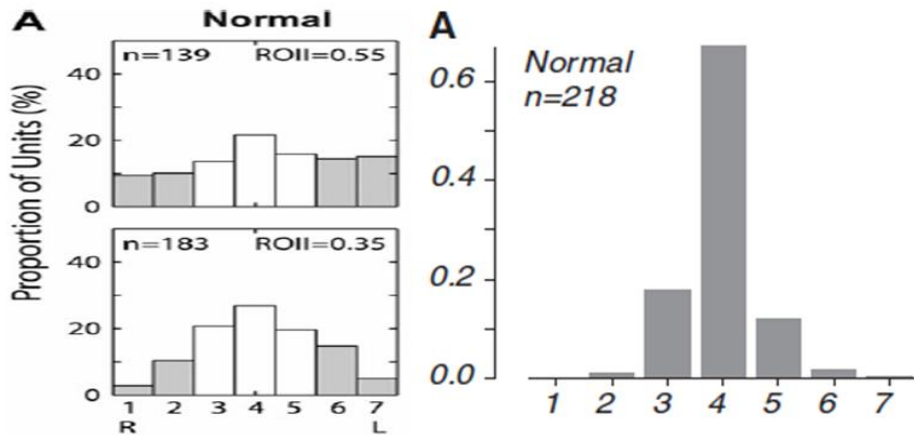 A Normal
n=139 ROII=0.55
40
20
0
Proportion of Units (%)
n=183 ROII=0.35
40
20
0
1 2 3 4 5 6 7
R L
A
Normal
n=218
0.6
0.4
0.2
0.0
1 2 3 4 5 6 7